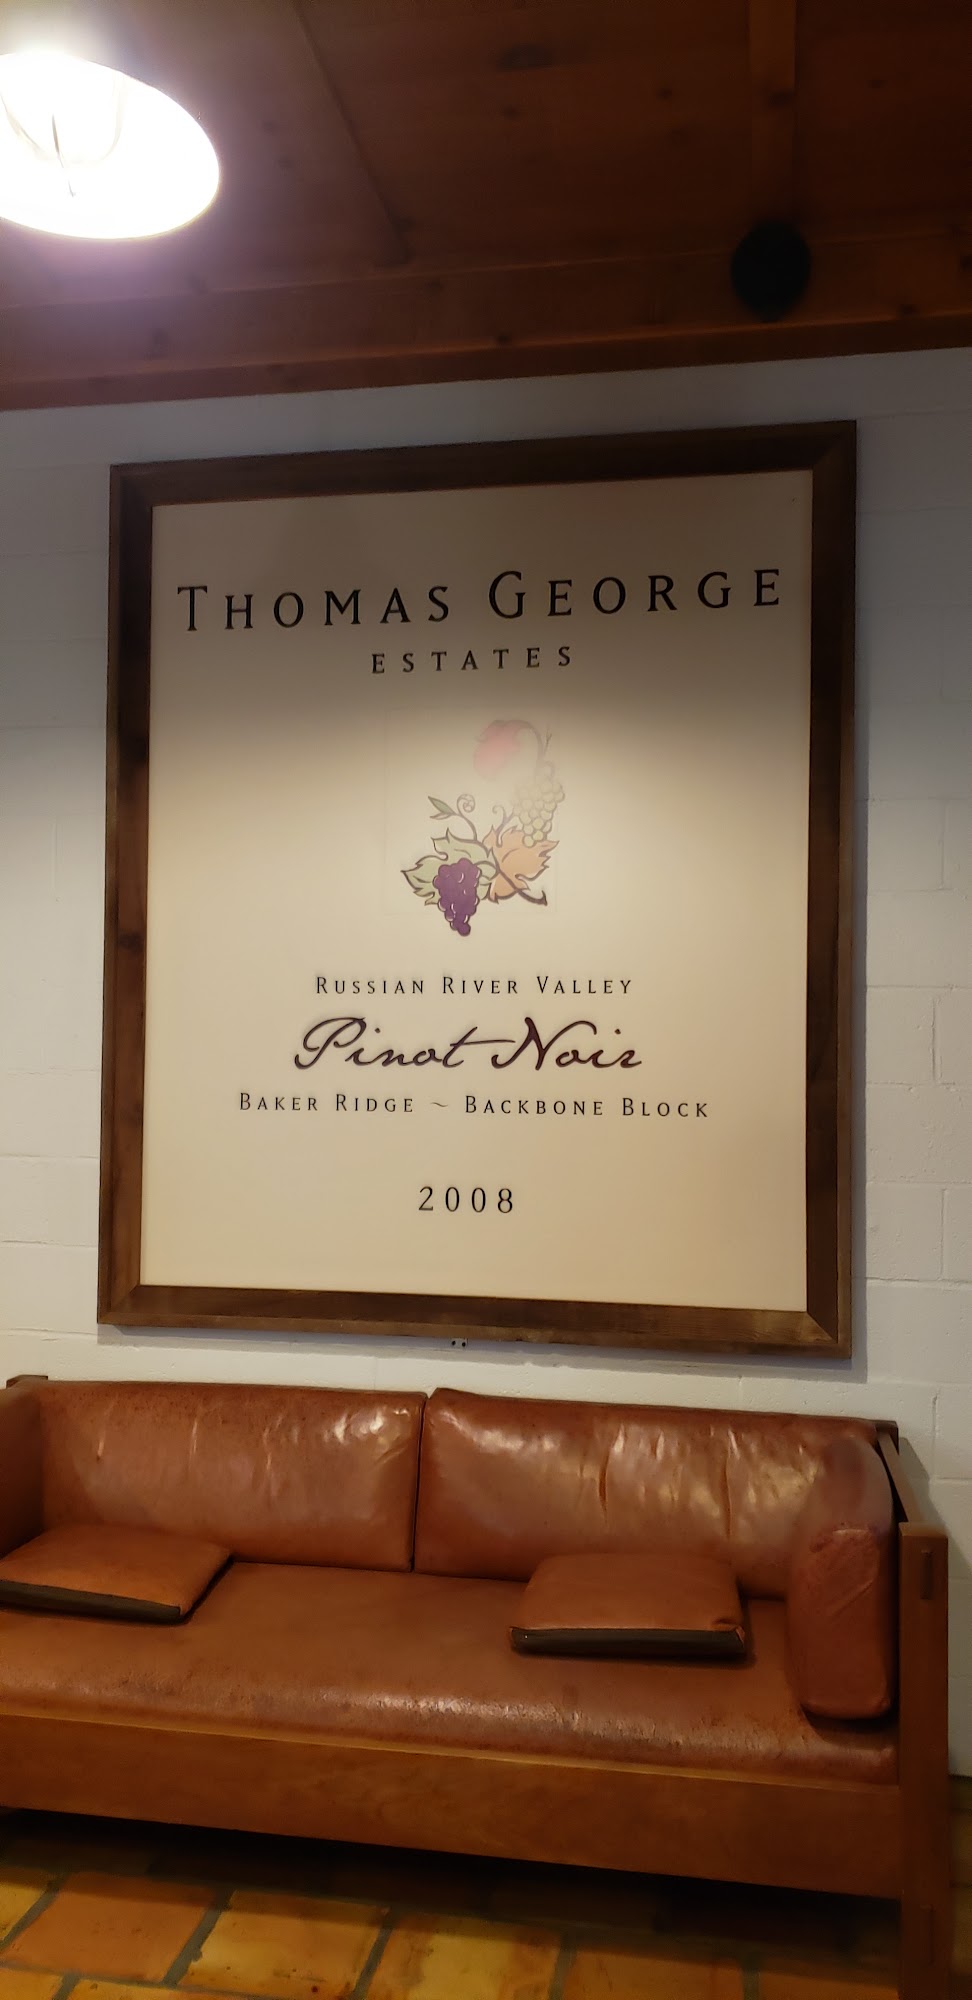 THOMAS GEORGE
ESTATES
RUSSIAN RIVER VALLEY
Pinot Noir
BAKER RIDGE ~ BACKBONE BLOCK
2008